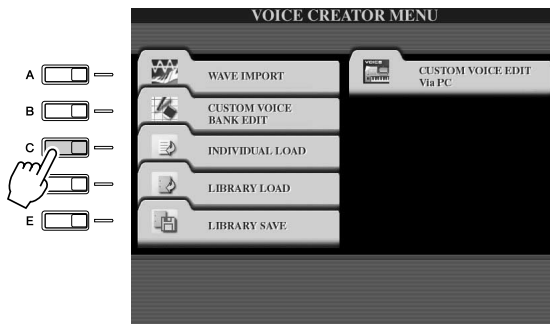 VOICE CREATOR MENU
A
WAVE IMPORT
VOICE
CUSTOM VOICE EDIT
Via PC
B
CUSTOM VOICE
BANK EDIT
C
INDIVIDUAL LOAD
LIBRARY LOAD
E
LIBRARY SAVE